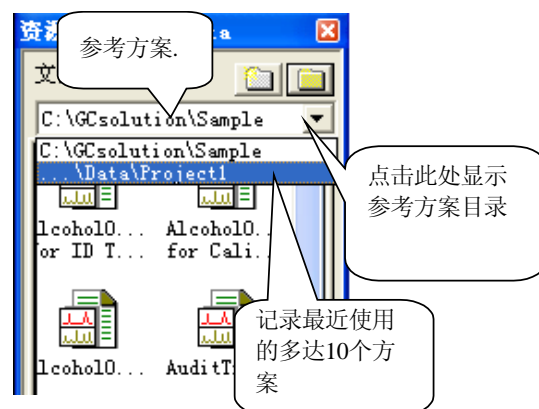 资
a
参考方案.
文
C:\GCsolution\Sample
C:\GCsolution\Sample
...\Data\Project1
点击此处显示
参考方案目录
lcohol0... Alcohol0...
or ID T... for Cali..
记录最近使用
的多达10个方
案
lcohol0... AuditT